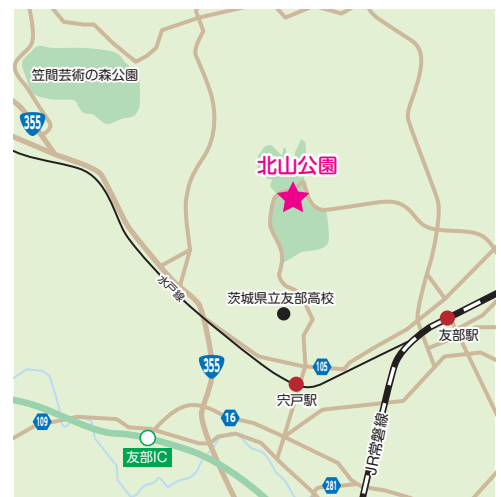 笠間芸術の森公園
355
北山公園
水戸線
茨城県立友部高校
友部駅
355
105
宍戸駅
109
16
友部IC
JR常磐線
281